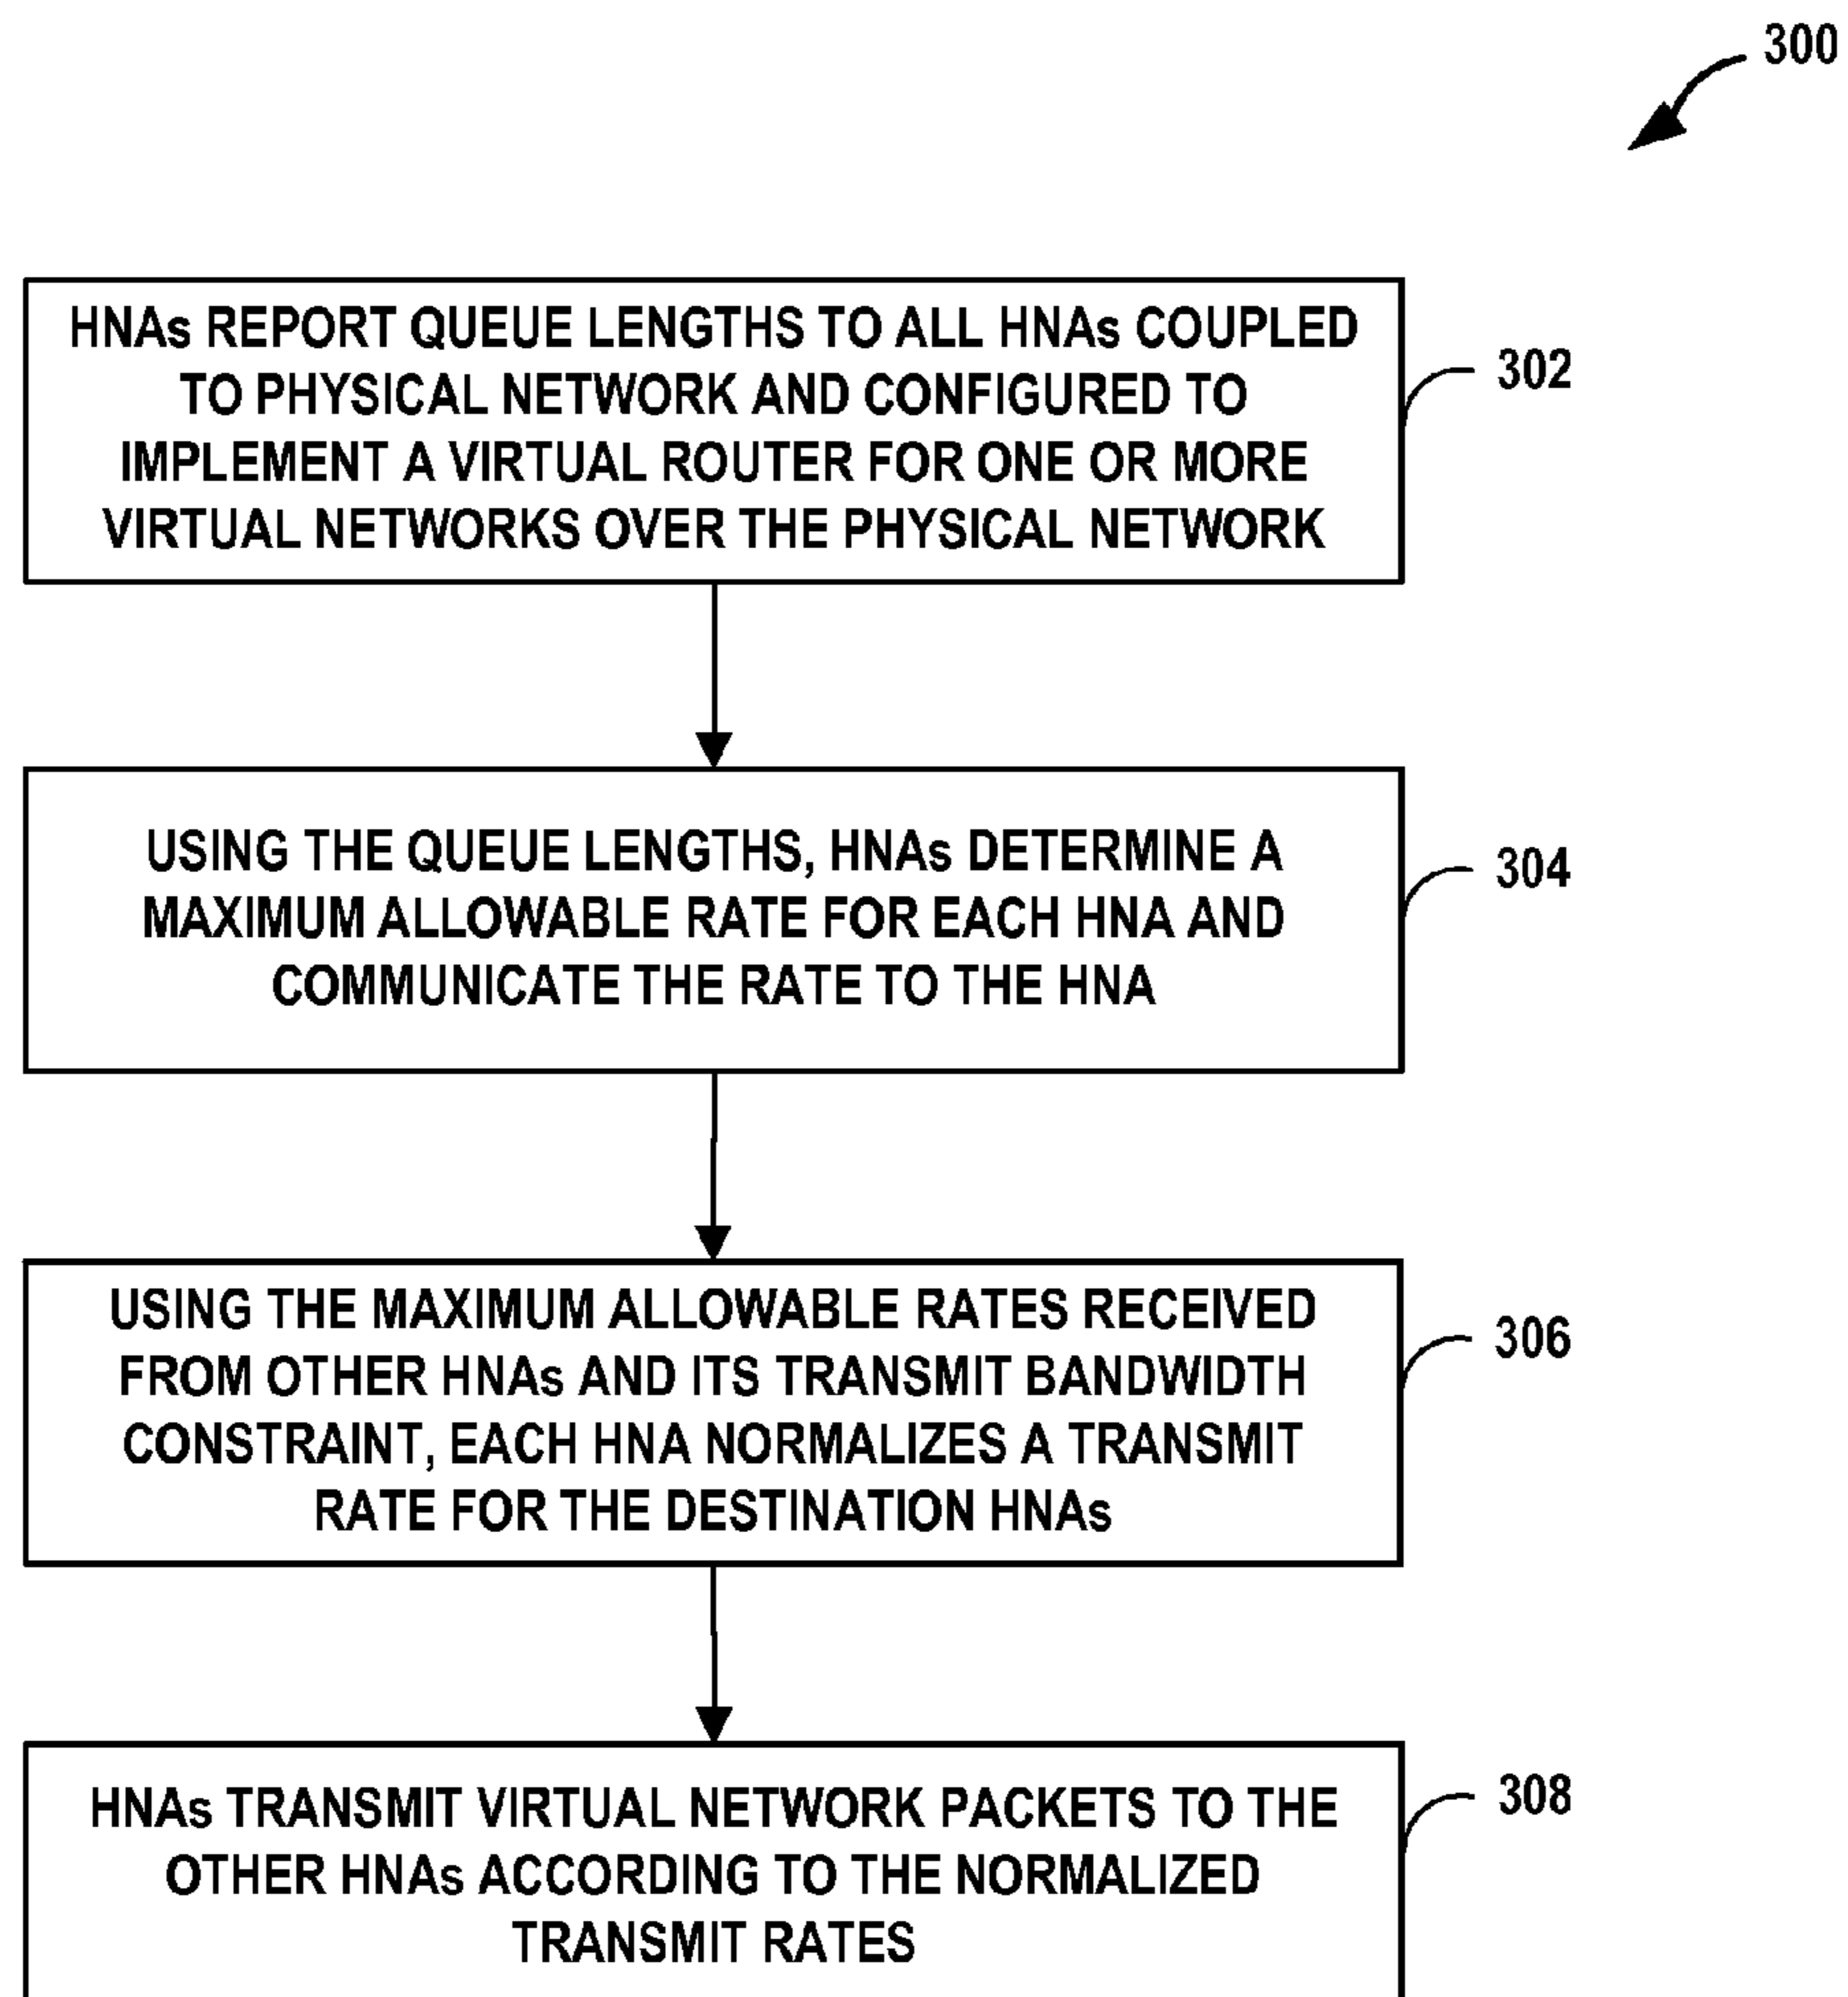 300
HNAs REPORT QUEUE LENGTHS TO ALL HNAs COUPLED
TO PHYSICAL NETWORK AND CONFIGURED TO
IMPLEMENT A VIRTUAL ROUTER FOR ONE OR MORE
VIRTUAL NETWORKS OVER THE PHYSICAL NETWORK
302
USING THE QUEUE LENGTHS, HNAs DETERMINE A
MAXIMUM ALLOWABLE RATE FOR EACH HNA AND
COMMUNICATE THE RATE TO THE HNA
304
USING THE MAXIMUM ALLOWABLE RATES RECEIVED
FROM OTHER HNAs AND ITS TRANSMIT BANDWIDTH
CONSTRAINT, EACH HNA NORMALIZES A TRANSMIT
RATE FOR THE DESTINATION HNAs
306
HNAs TRANSMIT VIRTUAL NETWORK PACKETS TO THE
OTHER HNAs ACCORDING TO THE NORMALIZED
TRANSMIT RATES
308